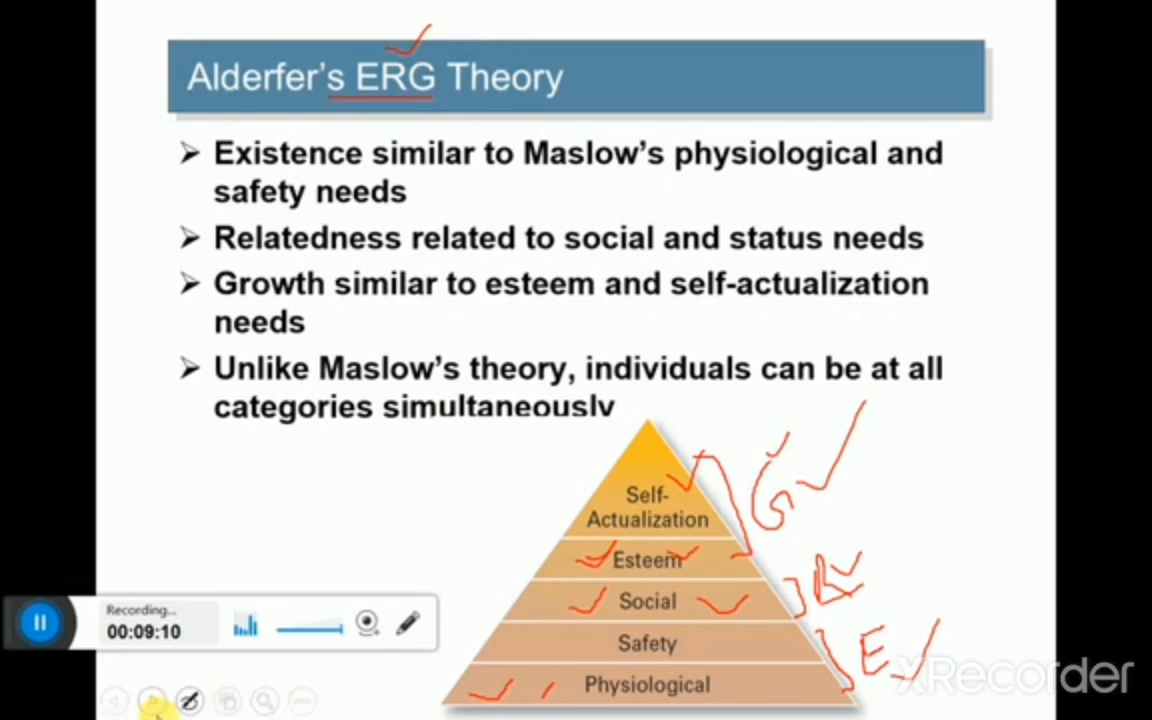 Alderfer's ERG Theory
➢ Existence similar to Maslow's physiological and
safety needs
➢ Relatedness related to social and status needs
➢ Growth similar to esteem and self-actualization
needs
➢ Unlike Maslow's theory, individuals can be at all
categories simultaneously
Self-
Actualization
G
Esteem
R
Social
Safety
E
Physiological
Recording...
00:09:10
XRecorder